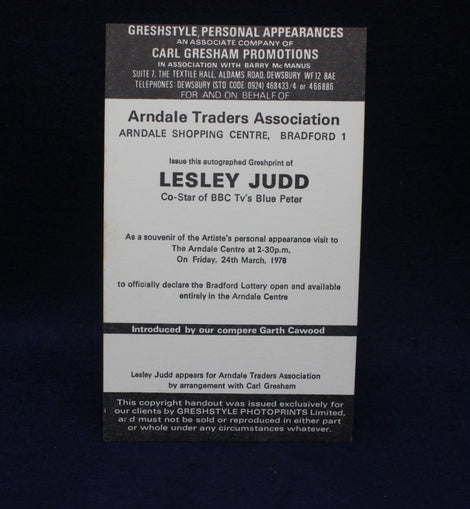 GRESHSTYLE, PERSONAL APPEARANCES
AN ASSOCIATE COMPANY OF
CARL GRESHAM PROMOTIONS
IN ASSOCIATION WITH BARRY McMANUS
SUITE 7, THE TEXTILE HALL, ALDAMS ROAD, DEWSBURY WF12 8AE
TELEPHONES: DEWSBURY (STD CODE 0924) 468433/4 or 466886
FOR AND ON BEHALF OF
Arndale Traders Association
ARNDALE SHOPPING CENTRE, BRADFORD 1
Issue this autographed Greshprint of
LESLEY JUDD
Co-Star of BBC Tv's Blue Peter
As a souvenir of the Artiste's personal appearance visit to
The Arndale Centre at 2-30p.m.
On Friday, 24th March, 1978
to officially declare the Bradford Lottery open and available
entirely in the Arndale Centre
Introduced by our compere Garth Cawood
Lesley Judd appears for Arndale Traders Association
by arrangement with Carl Gresham
This copyright handout was issued exclusively for
our clients by GRESHSTYLE PHOTOPRINTS Limited,
and must not be sold or reproduced in either part
or whole under any circumstances whatever.